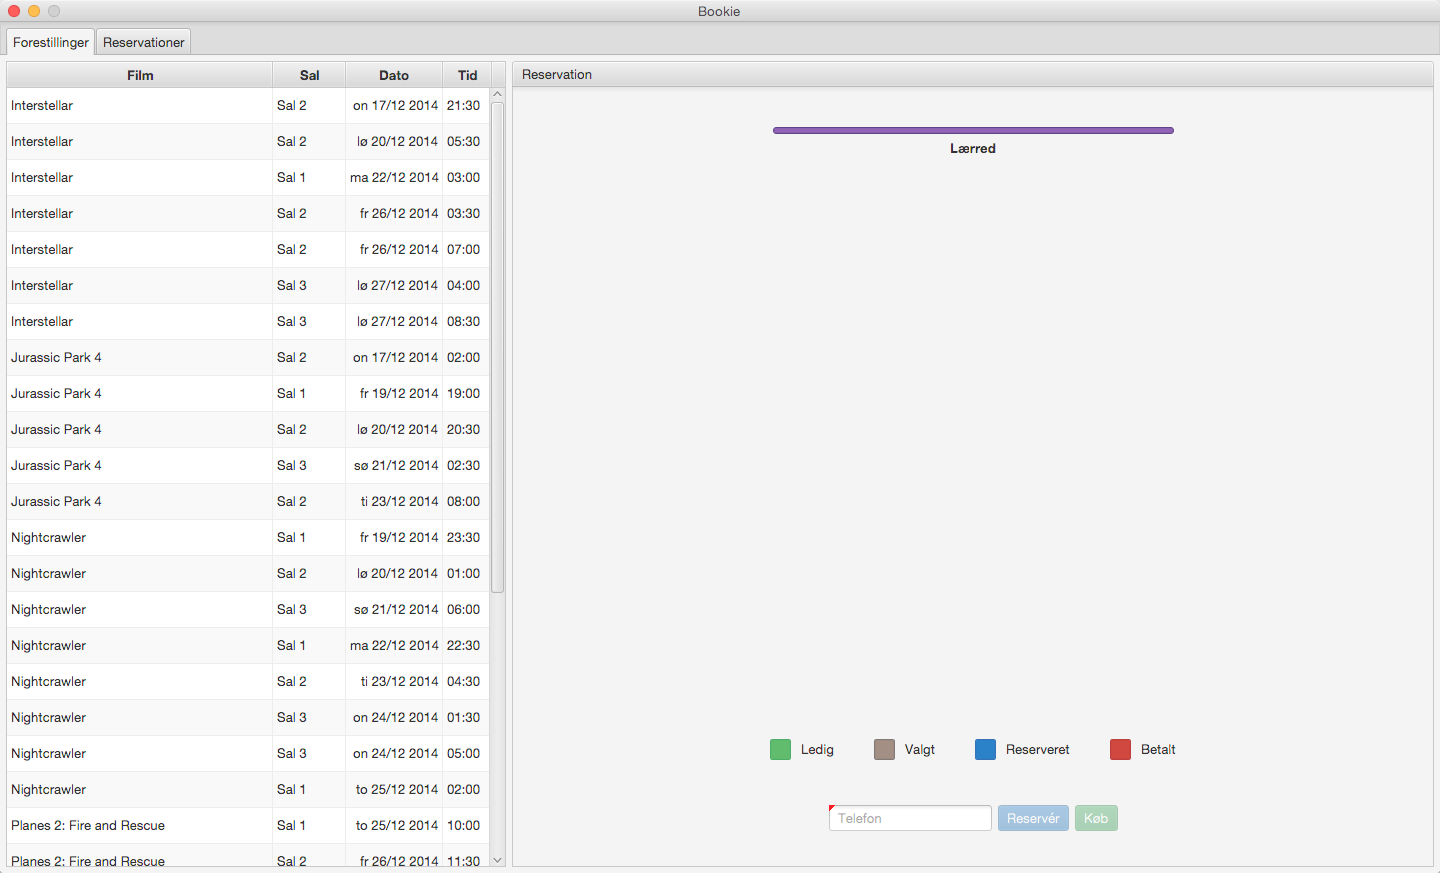 Bookie
Forestillinger Reservationer
Film Sal Dato Tid
Interstellar Sal 2 on 17/12 2014 21:30
Interstellar Sal 2 lø 20/12 2014 05:30
Interstellar Sal 1 ma 22/12 2014 03:00
Interstellar Sal 2 fr 26/12 2014 03:30
Interstellar Sal 2 fr 26/12 2014 07:00
Interstellar Sal 3 lø 27/12 2014 04:00
Interstellar Sal 3 lø 27/12 2014 08:30
Jurassic Park 4 Sal 2 on 17/12 2014 02:00
Jurassic Park 4 Sal 1 fr 19/12 2014 19:00
Jurassic Park 4 Sal 2 lø 20/12 2014 20:30
Jurassic Park 4 Sal 3 sø 21/12 2014 02:30
Jurassic Park 4 Sal 2 ti 23/12 2014 08:00
Nightcrawler Sal 1 fr 19/12 2014 23:30
Nightcrawler Sal 2 lø 20/12 2014 01:00
Nightcrawler Sal 3 sø 21/12 2014 06:00
Nightcrawler Sal 1 ma 22/12 2014 22:30
Nightcrawler Sal 2 ti 23/12 2014 04:30
Nightcrawler Sal 3 on 24/12 2014 01:30
Nightcrawler Sal 3 on 24/12 2014 05:00
Nightcrawler Sal 1 to 25/12 2014 02:00
Planes 2: Fire and Rescue Sal 1 to 25/12 2014 10:00
Planes 2: Fire and Rescue Sal 2 fr 26/12 2014 11:30
Reservation
Lærred
Ledig Valgt Reserveret Betalt
Telefon Reservér Køb